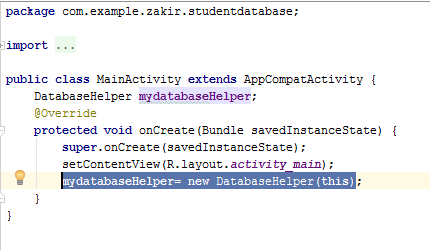 package com.example.zakir.studentdatabase;
import ...
public class MainActivity extends AppCompatActivity {
DatabaseHelper mydatabaseHelper;
@Override
protected void onCreate(Bundle savedInstanceState) {
super.onCreate(savedInstanceState);
setContentView(R.layout.activity_main);
mydatabaseHelper= new DatabaseHelper(this);
}
}